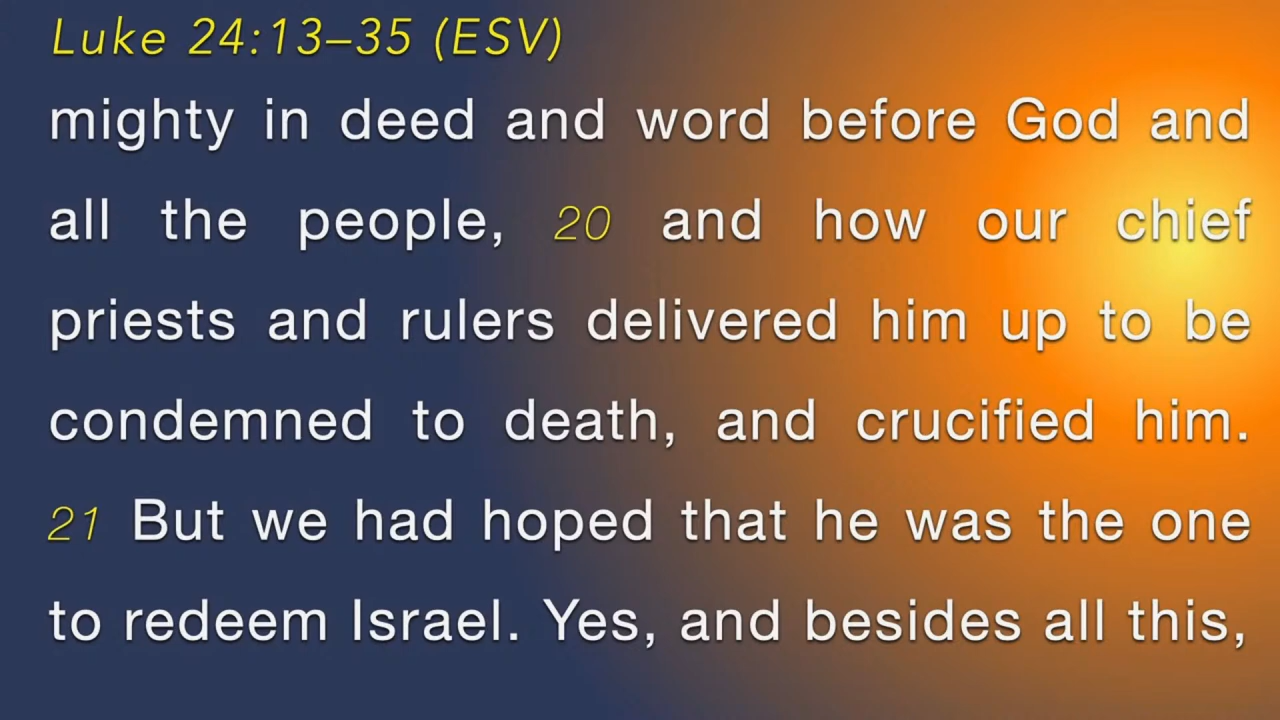 Luke 24:13–35 (ESV)
mighty in deed and word before God and
all the people, 20 and how our chief
priests and rulers delivered him up to be
condemned to death, and crucified him.
21 But we had hoped that he was the one
to redeem Israel. Yes, and besides all this,